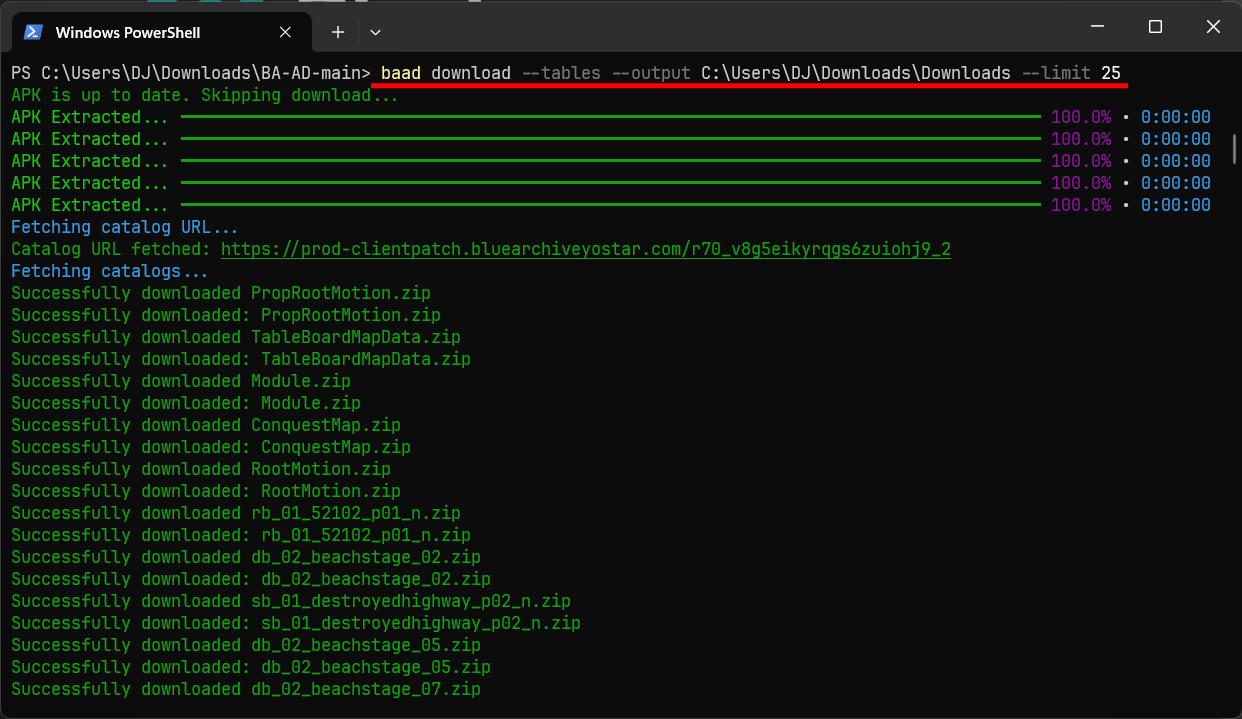 Windows PowerShell
PS C:\Users\DJ\Downloads\BA-AD-main> baad download --tables --output C:\Users\DJ\Downloads\Downloads --limit 25
APK is up to date. Skipping download...
APK Extracted... 100.0% • 0:00:00
APK Extracted... 100.0% • 0:00:00
APK Extracted... 100.0% • 0:00:00
APK Extracted... 100.0% • 0:00:00
APK Extracted... 100.0% • 0:00:00
Fetching catalog URL...
Catalog URL fetched: https://prod-clientpatch.bluearchiveyostar.com/r70_v8g5eikyrqgs6zuiohj9_2
Fetching catalogs...
Successfully downloaded PropRootMotion.zip
Successfully downloaded: PropRootMotion.zip
Successfully downloaded TableBoardMapData.zip
Successfully downloaded: TableBoardMapData.zip
Successfully downloaded Module.zip
Successfully downloaded: Module.zip
Successfully downloaded ConquestMap.zip
Successfully downloaded: ConquestMap.zip
Successfully downloaded RootMotion.zip
Successfully downloaded: RootMotion.zip
Successfully downloaded rb_01_52102_p01_n.zip
Successfully downloaded: rb_01_52102_p01_n.zip
Successfully downloaded db_02_beachstage_02.zip
Successfully downloaded: db_02_beachstage_02.zip
Successfully downloaded sb_01_destroyedhighway_p02_n.zip
Successfully downloaded: sb_01_destroyedhighway_p02_n.zip
Successfully downloaded db_02_beachstage_05.zip
Successfully downloaded: db_02_beachstage_05.zip
Successfully downloaded db_02_beachstage_07.zip